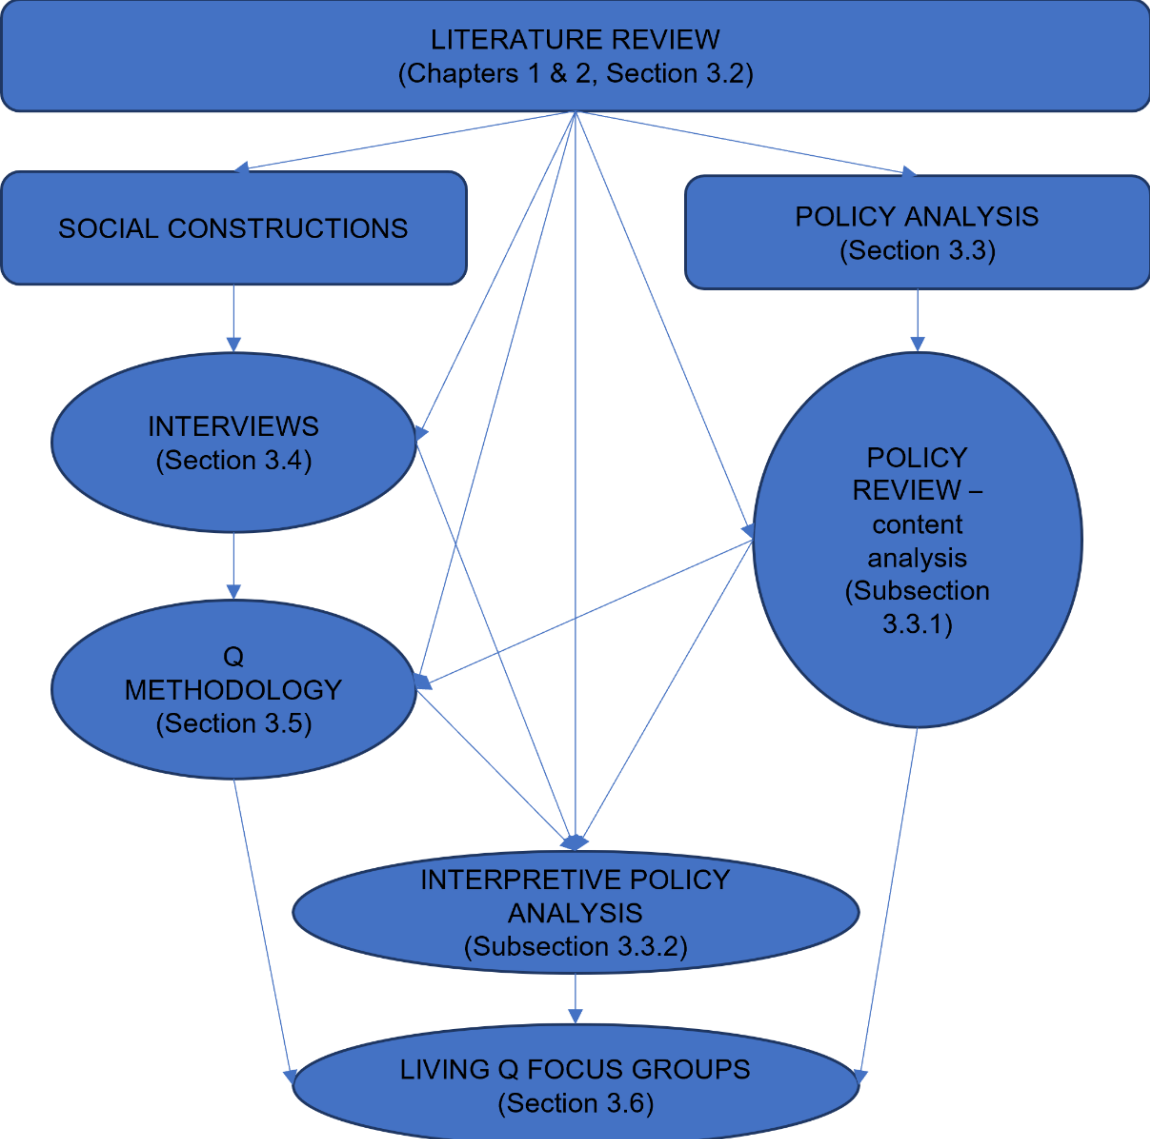 LITERATURE REVIEW
(Chapters 1 & 2, Section 3.2)
SOCIAL CONSTRUCTIONS
POLICY ANALYSIS
(Section 3.3)
INTERVIEWS
(Section 3.4)
POLICY
REVIEW –
content
analysis
(Subsection
3.3.1)
Q
METHODOLOGY
(Section 3.5)
INTERPRETIVE POLICY
ANALYSIS
(Subsection 3.3.2)
LIVING Q FOCUS GROUPS
(Section 3.6)